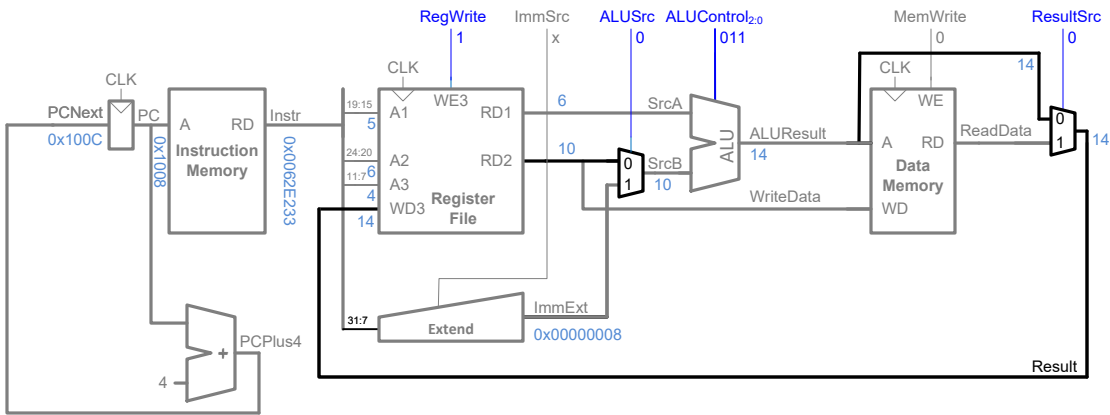 RegWrite ImmSrc ALUSrc ALUControl2:0 MemWrite ResultSrc
1 x 0 011 0 0
14
CLK CLK CLK
PCNext PC Instr 19:15 WE3 6 SrcA WE
0x100C A RD A1 RD1 ALUResult A RD ReadData 0
5 14 1 14
Instruction
Memory
0x1008
0x0062E233
24:20 A2 RD2 10 0 SrcB ALU Data
6 1 10 Memory
11:7 A3
4 WD3 Register WriteData WD
14 File
ImmExt
31:7 Extend 0x00000008
PCPlus4
+
4
Result